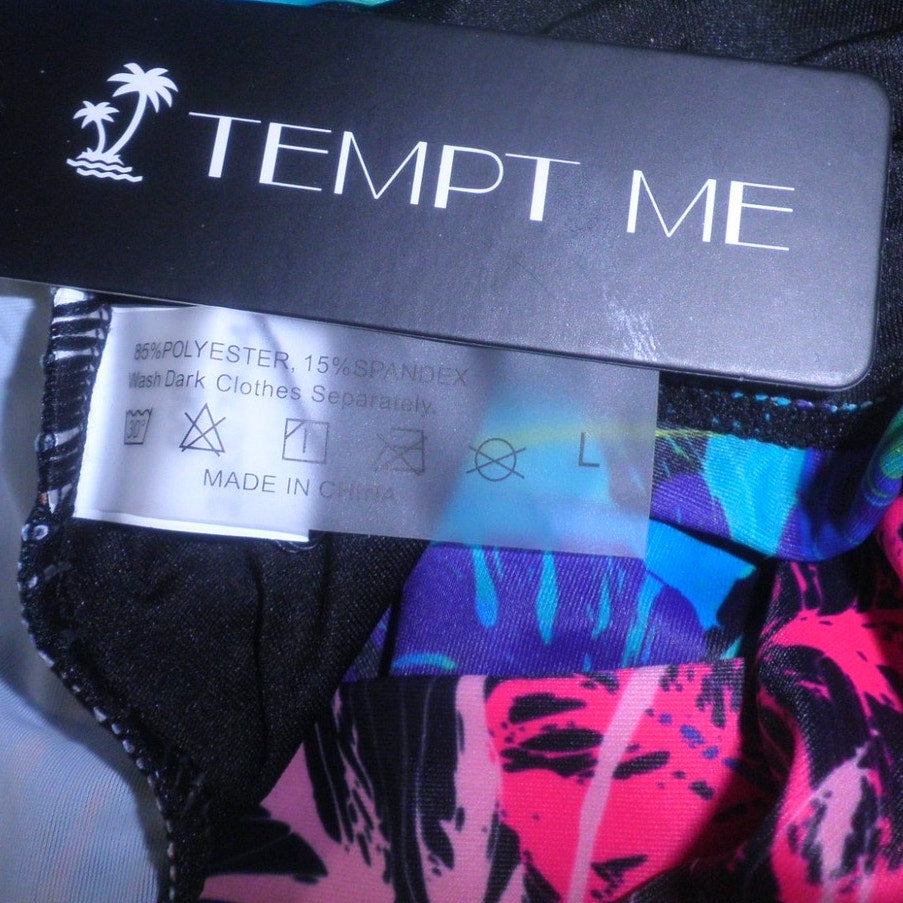 TEMPT ME
85%POLYESTER, 15%SPANDEX
Wash Dark Clothes Separately.
30°
L
MADE IN CHINA